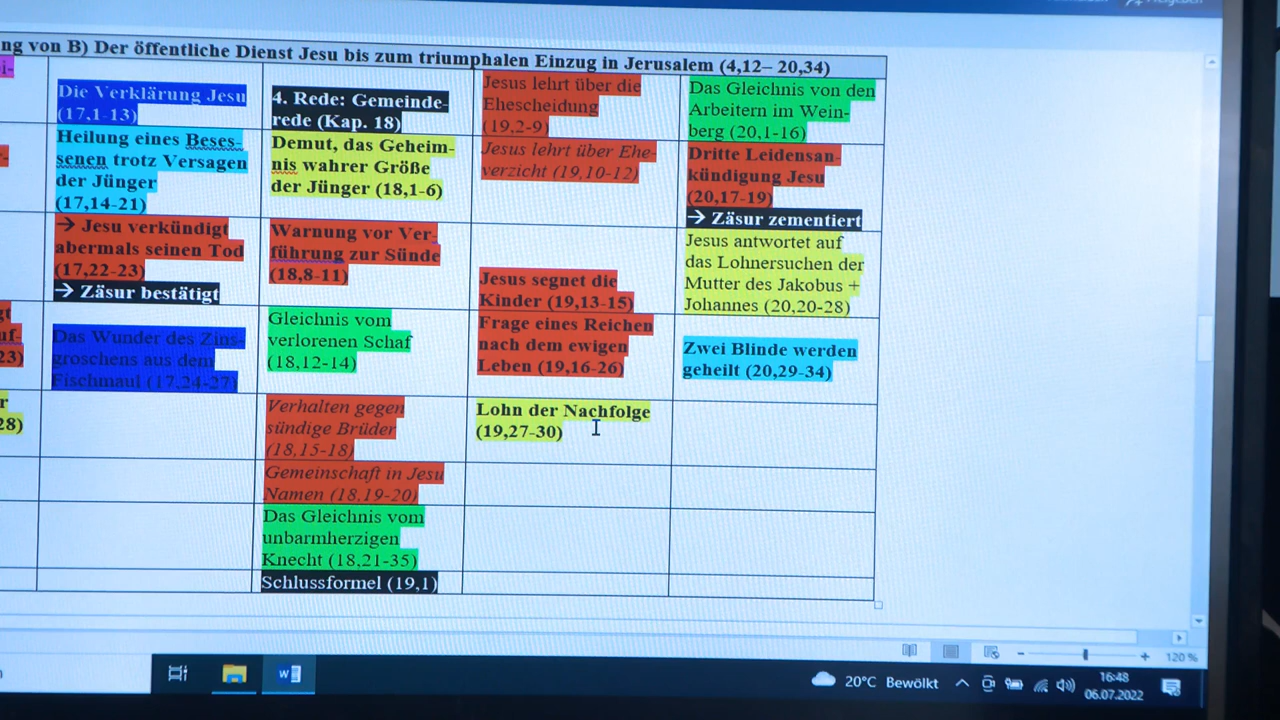 ng von B) Der öffentliche Dienst Jesu bis zum triumphalen Einzug in Jerusalem (4,12– 20,34)
i-
23)
28)
Die Verklärung Jesu
(17,1-13)
Heilung eines Beses-
senen trotz Versagen
der Jünger
(17,14-21)
→ Jesu verkündigt
abermals seinen Tod
(17,22-23)
→ Zäsur bestätigt
Das Wunder des Zins-
groschens aus dem
Fischmaul (17,24-27)
4. Rede: Gemeinde-
rede (Kap. 18)
Demut, das Geheim-
nis wahrer Größe
der Jünger (18,1-6)
Warnung vor Ver-
führung zur Sünde
(18,8-11)
Gleichnis vom
verlorenen Schaf
(18,12-14)
Verhalten gegen
sündige Brüder
(18,15-18)
Gemeinschaft in Jesu
Namen (18,19-20)
Das Gleichnis vom
unbarmherzigen
Knecht (18,21-35)
Schlussformel (19,1)
Jesus lehrt über die
Ehescheidung
(19,2-9)
Jesus lehrt über Ehe-
verzicht (19,10-12)
Jesus segnet die
Kinder (19,13-15)
Frage eines Reichen
nach dem ewigen
Leben (19,16-26)
Lohn der Nachfolge
(19,27-30)
Das Gleichnis von den
Arbeitern im Wein-
berg (20,1-16)
Dritte Leidensan-
kündigung Jesu
(20,17-19)
→ Zäsur zementiert
Jesus antwortet auf
das Lohnersuchen der
Mutter des Jakobus +
Johannes (20,20-28)
Zwei Blinde werden
geheilt (20,29-34)
120 %
20°C Bewölkt
16:48
06.07.2022